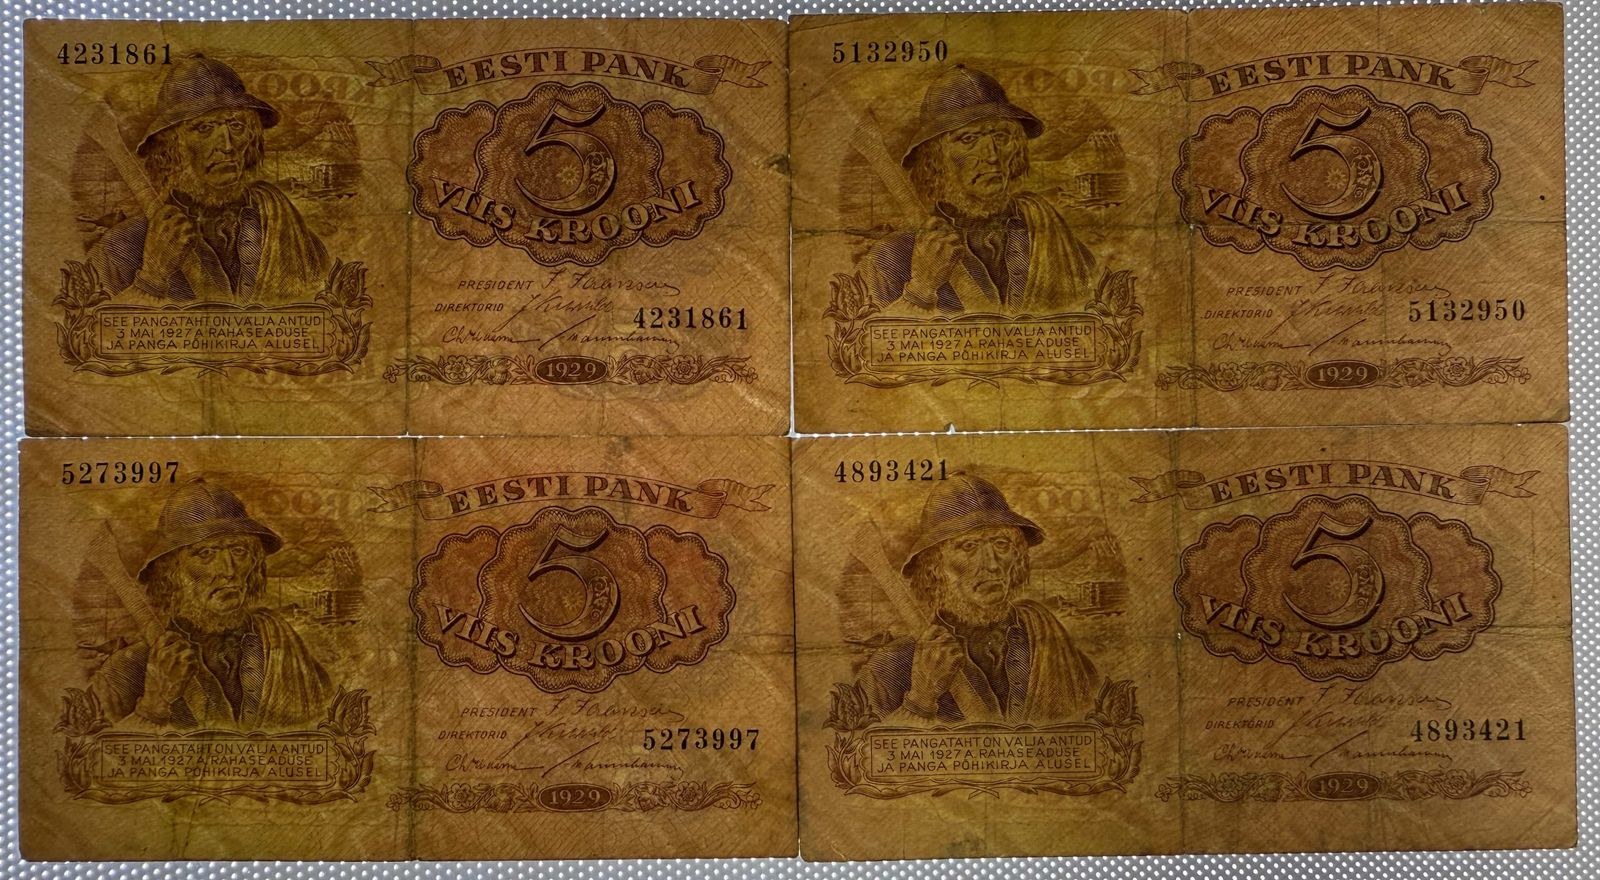 4231861
EESTI PANK
5
VIIS KROONI
PRESIDENT
DIREKTORID
4231861
SEE PANGATAHT ON VÄLJA ANTUD
3 MAI 1927 A. RAHASEADUSE
JA PANGA PÕHIKIRJA ALUSEL
1929
5132950
EESTI PANK
5
VIIS KROONI
PRESIDENT
DIREKTORID
5132950
SEE PANGATAHT ON VÄLJA ANTUD
3 MAI 1927 A. RAHASEADUSE
JA PANGA PÕHIKIRJA ALUSEL
1929
5273997
EESTI PANK
5
VIIS KROONI
PRESIDENT
DIREKTORID
5273997
SEE PANGATAHT ON VÄLJA ANTUD
3 MAI 1927 A. RAHASEADUSE
JA PANGA PÕHIKIRJA ALUSEL
1929
4893421
EESTI PANK
5
VIIS KROONI
PRESIDENT
DIREKTORID
4893421
SEE PANGATAHT ON VÄLJA ANTUD
3 MAI 1927 A. RAHASEADUSE
JA PANGA PÕHIKIRJA ALUSEL
1929